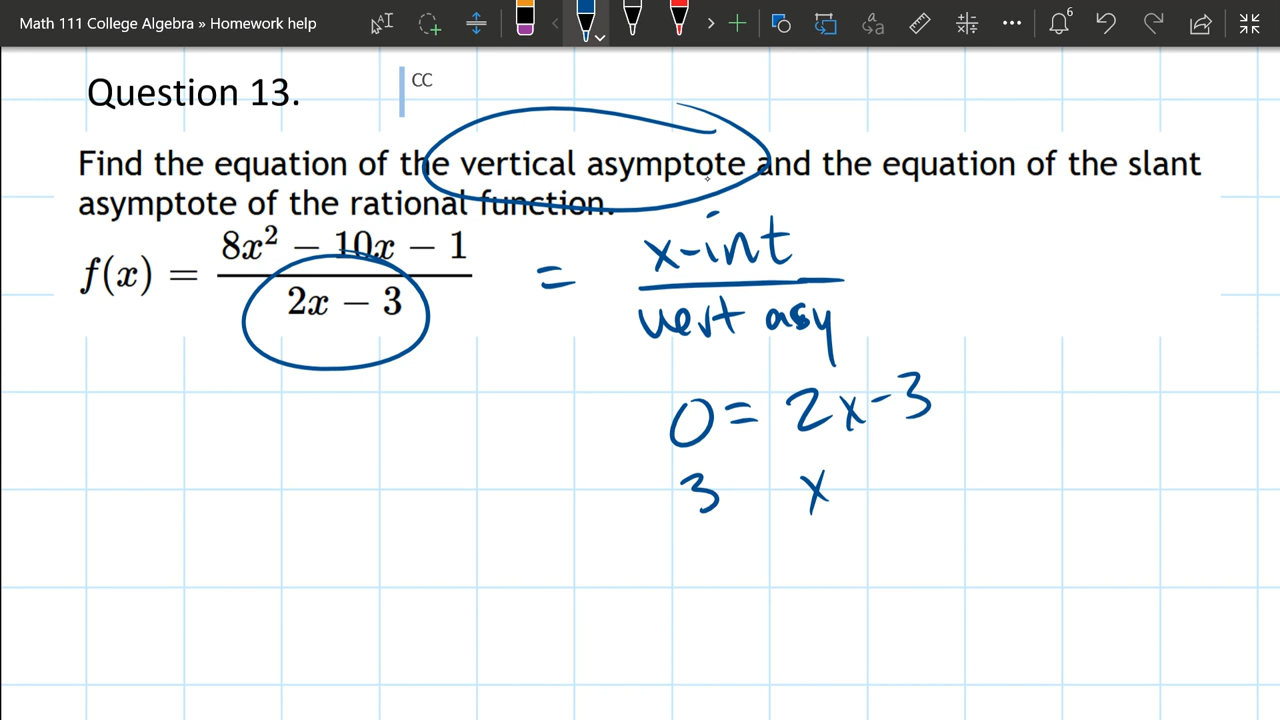 Math 111 College Algebra » Homework help
6
Question 13.
CC
Find the equation of the vertical asymptote and the equation of the slant
asymptote of the rational function.
f(x) = (8x² − 10x − 1)/(2x − 3)
= x-int
vert asy
0 = 2x - 3
3 x